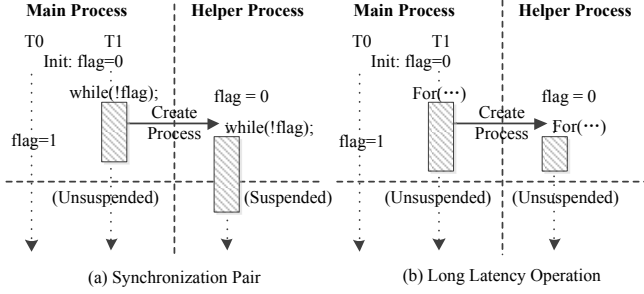 Main Process Helper Process Main Process Helper Process
T0 T1 T0 T1
Init: flag=0 Init: flag=0
while(!flag); flag = 0 For(⋯) flag = 0
Create Create
Process while(!flag); Process For(⋯)
flag=1 flag=1
(Unsuspended) (Suspended) (Unsuspended) (Unsuspended)
(a) Synchronization Pair (b) Long Latency Operation